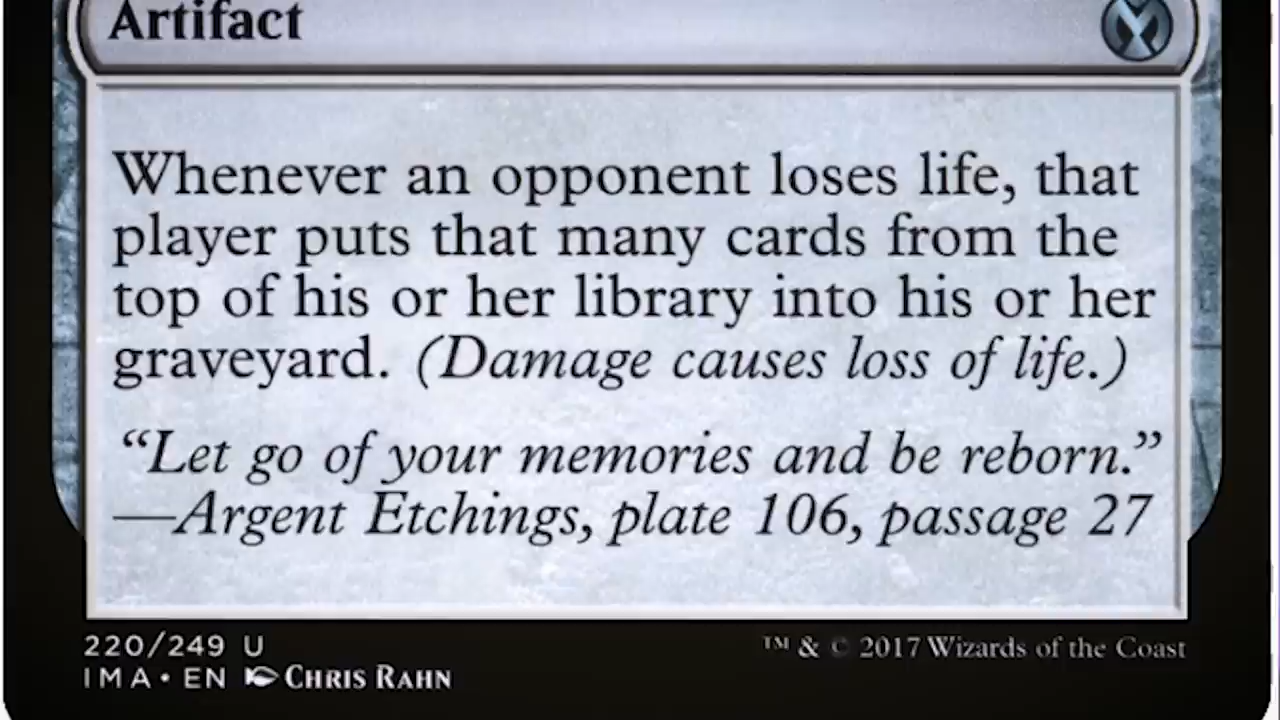 Artifact
Whenever an opponent loses life, that
player puts that many cards from the
top of his or her library into his or her
graveyard. (Damage causes loss of life.)
“Let go of your memories and be reborn.”
—Argent Etchings, plate 106, passage 27
220/249 U
IMA • EN CHRIS RAHN
™ & © 2017 Wizards of the Coast